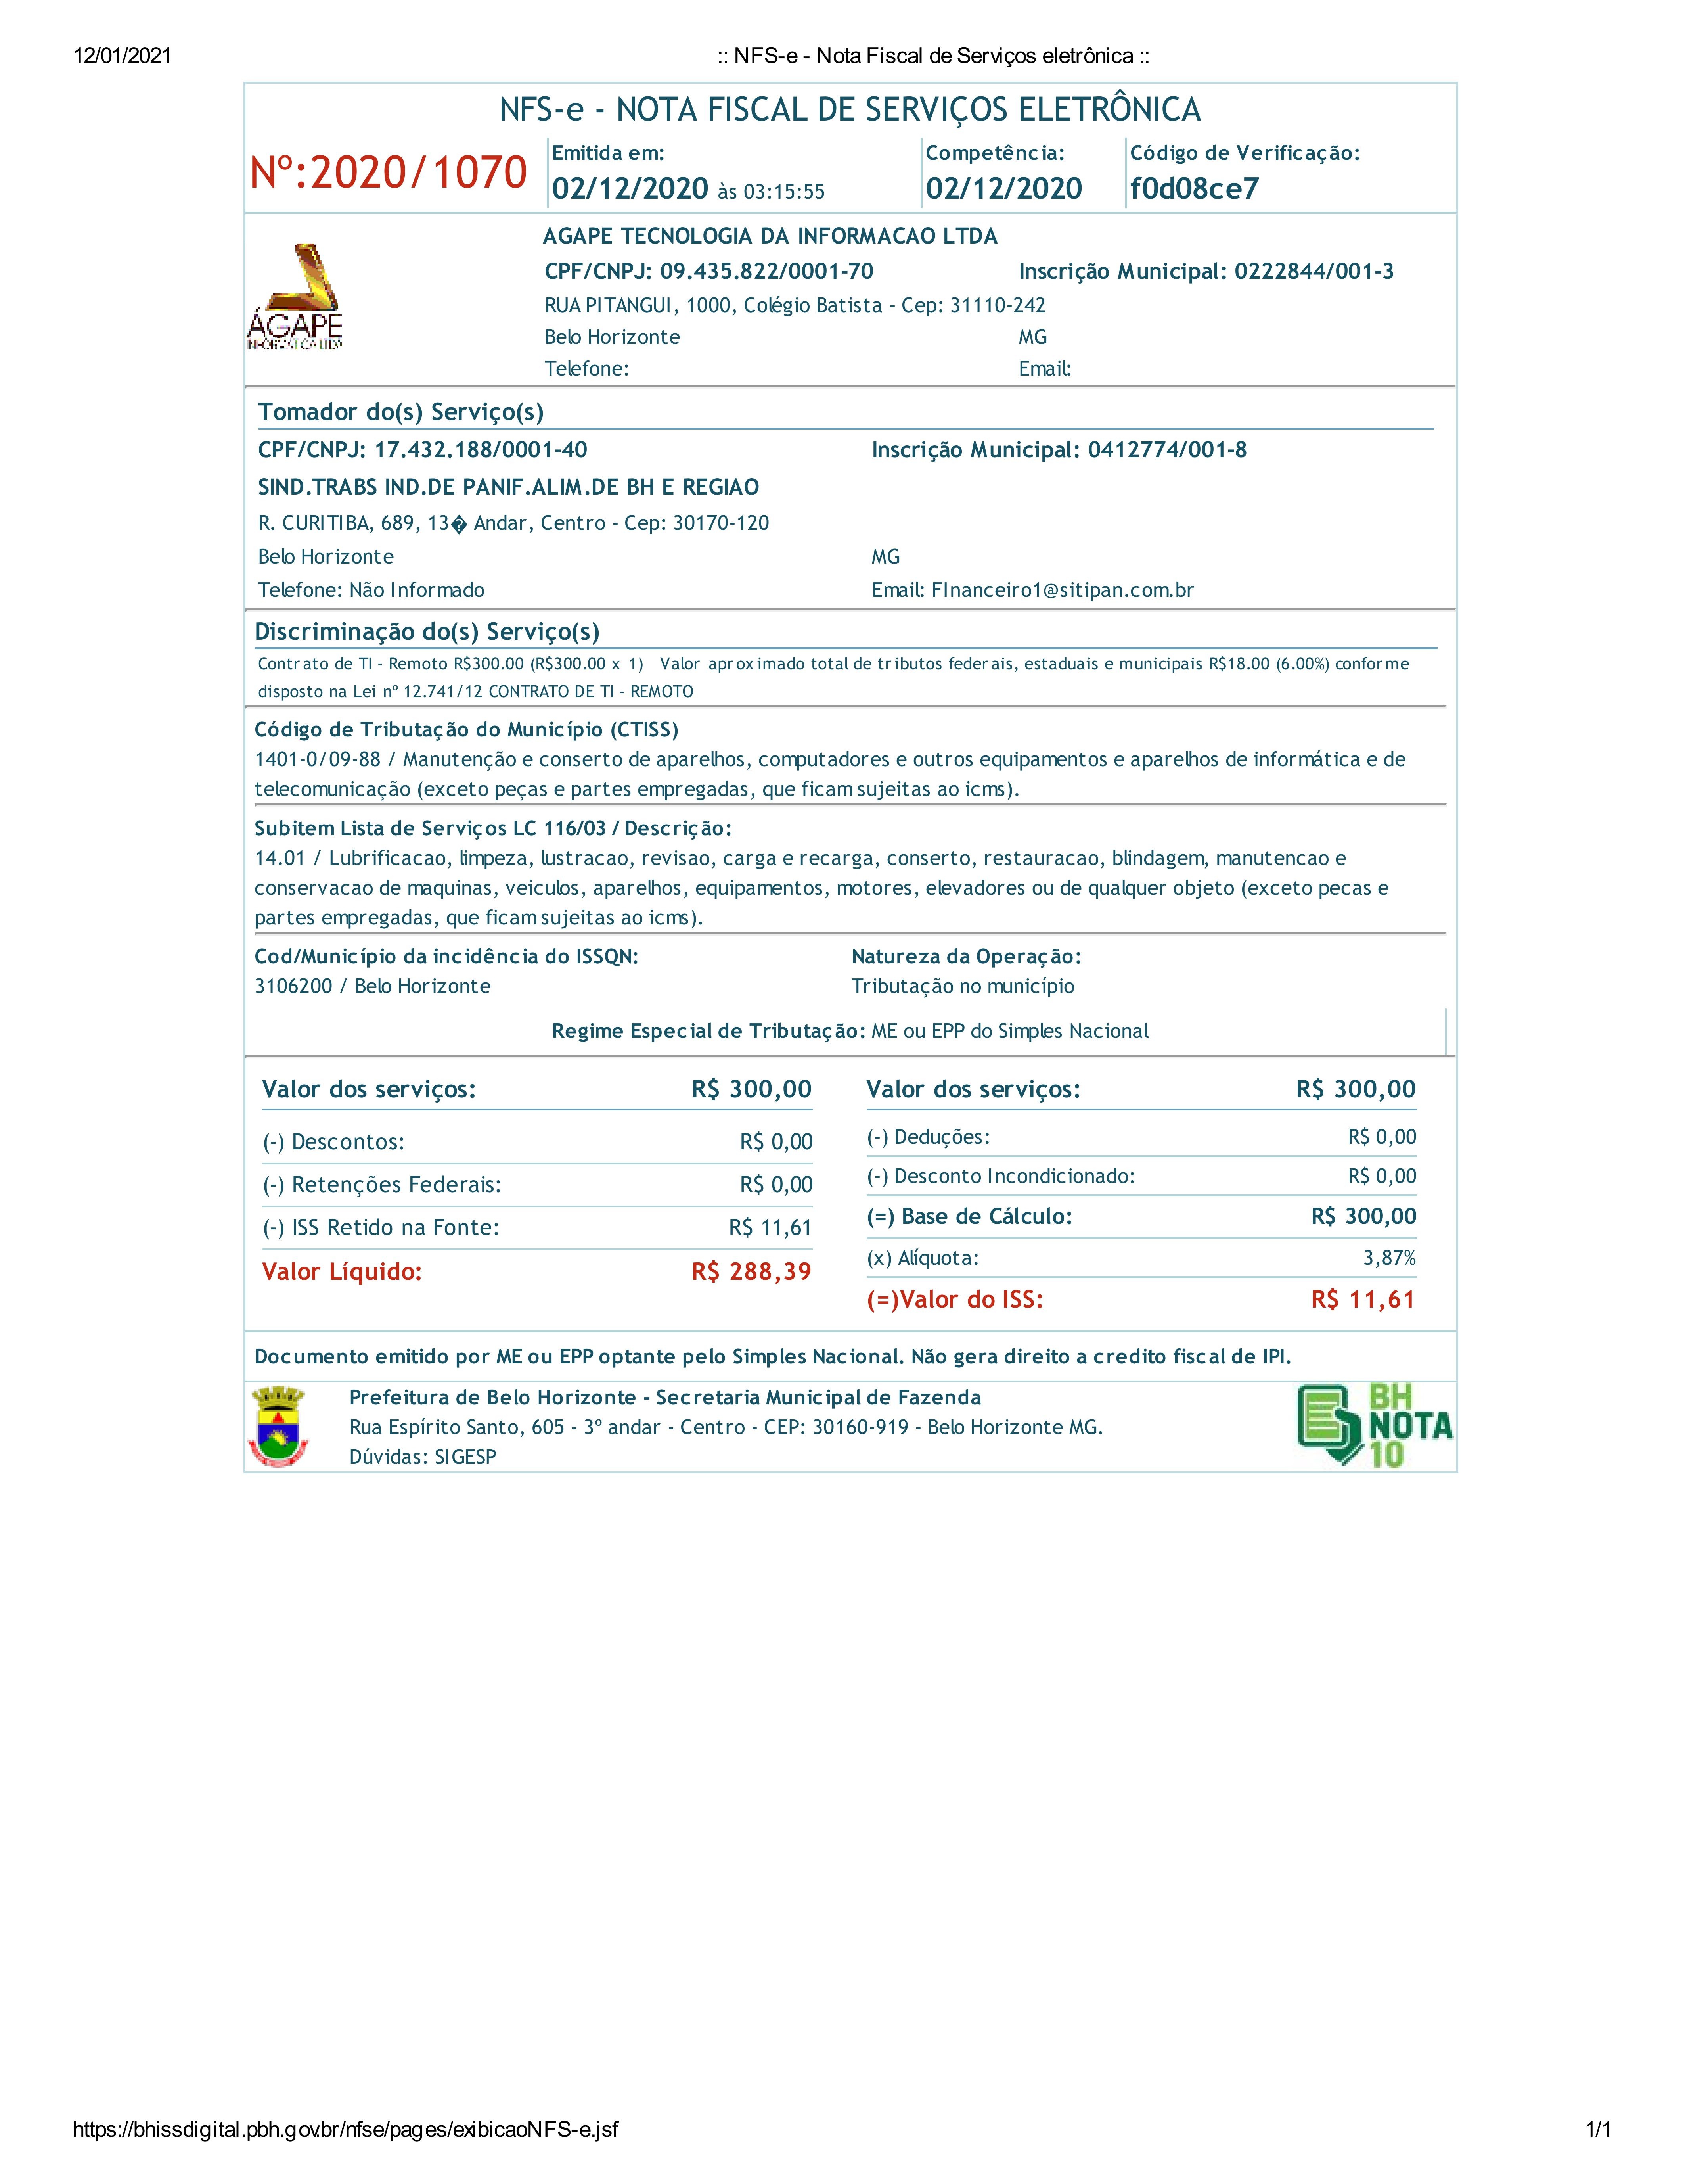 12/01/2021
:: NFS-e - Nota Fiscal de Serviços eletrônica ::
NFS-e - NOTA FISCAL DE SERVIÇOS ELETRÔNICA
Nº:2020/1070
Emitida em:
02/12/2020 às 03:15:55
Competência:
02/12/2020
Código de Verificação:
f0d08ce7
ÁGAPE
AGAPE TECNOLOGIA DA INFORMACAO LTDA
CPF/CNPJ: 09.435.822/0001-70
Inscrição Municipal: 0222844/001-3
RUA PITANGUI, 1000, Colégio Batista - Cep: 31110-242
Belo Horizonte
MG
Telefone:
Email:
Tomador do(s) Serviço(s)
CPF/CNPJ: 17.432.188/0001-40
Inscrição Municipal: 0412774/001-8
SIND.TRABS IND.DE PANIF.ALIM.DE BH E REGIAO
R. CURITIBA, 689, 13� Andar, Centro - Cep: 30170-120
Belo Horizonte
MG
Telefone: Não Informado
Email: FInanceiro1@sitipan.com.br
Discriminação do(s) Serviço(s)
Contrato de TI - Remoto R$300.00 (R$300.00 x 1) Valor aproximado total de tributos federais, estaduais e municipais R$18.00 (6.00%) conforme
disposto na Lei nº 12.741/12 CONTRATO DE TI - REMOTO
Código de Tributação do Município (CTISS)
1401-0/09-88 / Manutenção e conserto de aparelhos, computadores e outros equipamentos e aparelhos de informática e de
telecomunicação (exceto peças e partes empregadas, que ficam sujeitas ao icms).
Subitem Lista de Serviços LC 116/03 / Descrição:
14.01 / Lubrificacao, limpeza, lustracao, revisao, carga e recarga, conserto, restauracao, blindagem, manutencao e
conservacao de maquinas, veiculos, aparelhos, equipamentos, motores, elevadores ou de qualquer objeto (exceto pecas e
partes empregadas, que ficam sujeitas ao icms).
Cod/Município da incidência do ISSQN:
3106200 / Belo Horizonte
Natureza da Operação:
Tributação no município
Regime Especial de Tributação: ME ou EPP do Simples Nacional
Valor dos serviços: R$ 300,00
(-) Descontos: R$ 0,00
(-) Retenções Federais: R$ 0,00
(-) ISS Retido na Fonte: R$ 11,61
Valor Líquido: R$ 288,39
Valor dos serviços: R$ 300,00
(-) Deduções: R$ 0,00
(-) Desconto Incondicionado: R$ 0,00
(=) Base de Cálculo: R$ 300,00
(x) Alíquota: 3,87%
(=)Valor do ISS: R$ 11,61
Documento emitido por ME ou EPP optante pelo Simples Nacional. Não gera direito a credito fiscal de IPI.
Prefeitura de Belo Horizonte - Secretaria Municipal de Fazenda
Rua Espírito Santo, 605 - 3º andar - Centro - CEP: 30160-919 - Belo Horizonte MG.
Dúvidas: SIGESP
BH
NOTA
10
https://bhissdigital.pbh.gov.br/nfse/pages/exibicaoNFS-e.jsf
1/1